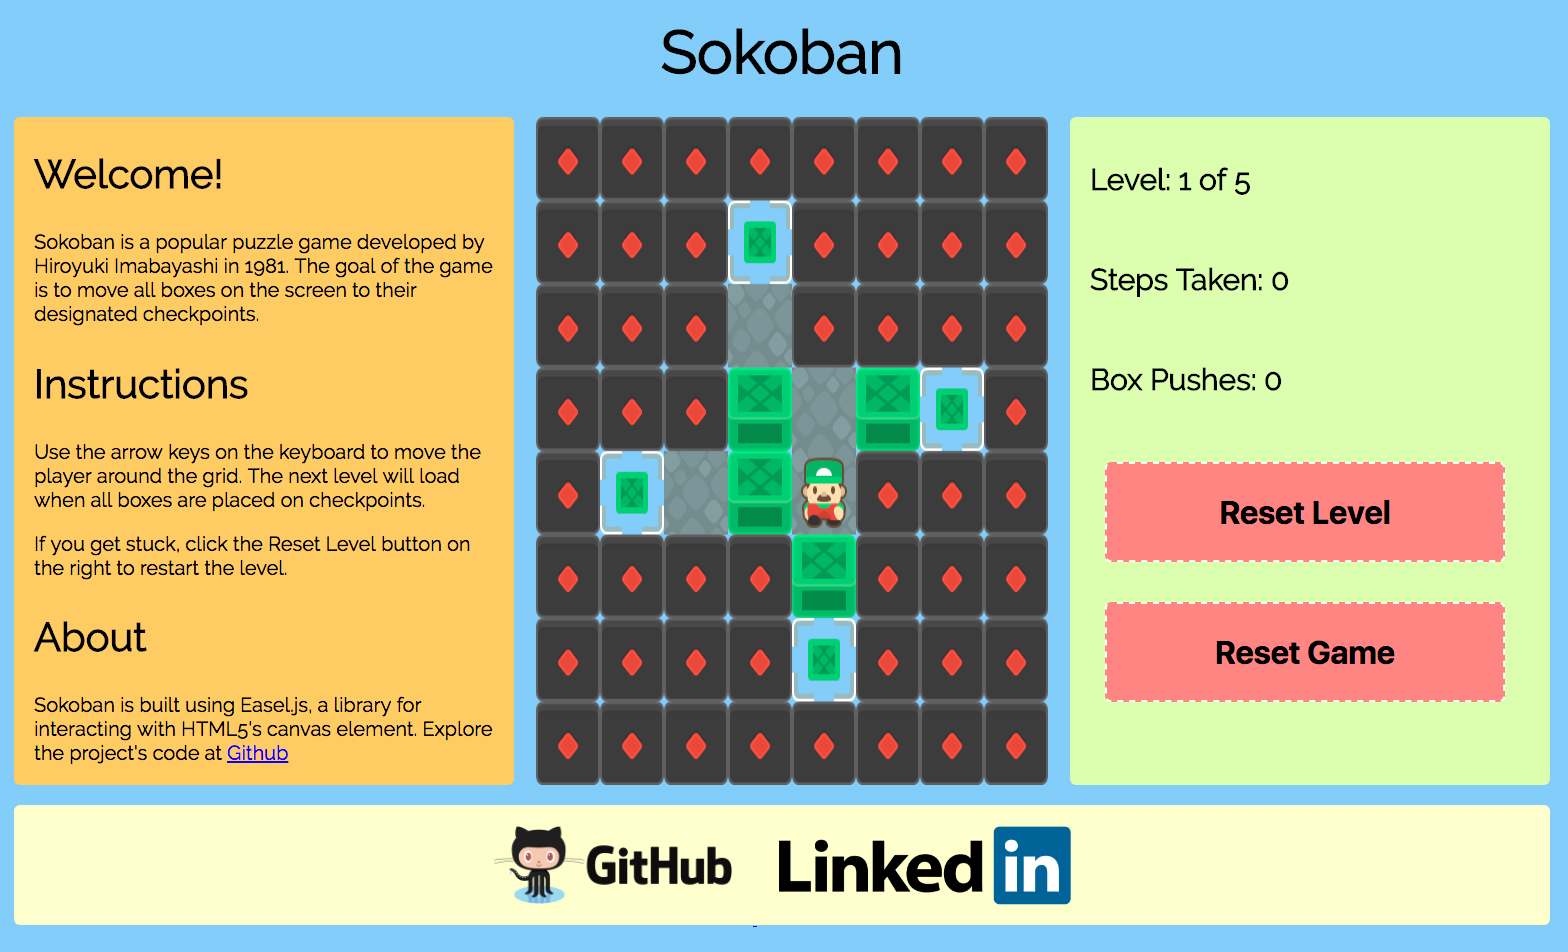 Sokoban
Welcome!
Sokoban is a popular puzzle game developed by
Hiroyuki Imabayashi in 1981. The goal of the game
is to move all boxes on the screen to their
designated checkpoints.
Instructions
Use the arrow keys on the keyboard to move the
player around the grid. The next level will load
when all boxes are placed on checkpoints.
If you get stuck, click the Reset Level button on
the right to restart the level.
About
Sokoban is built using Easel.js, a library for
interacting with HTML5's canvas element. Explore
the project's code at Github
Level: 1 of 5
Steps Taken: 0
Box Pushes: 0
Reset Level
Reset Game
GitHub
Linked in